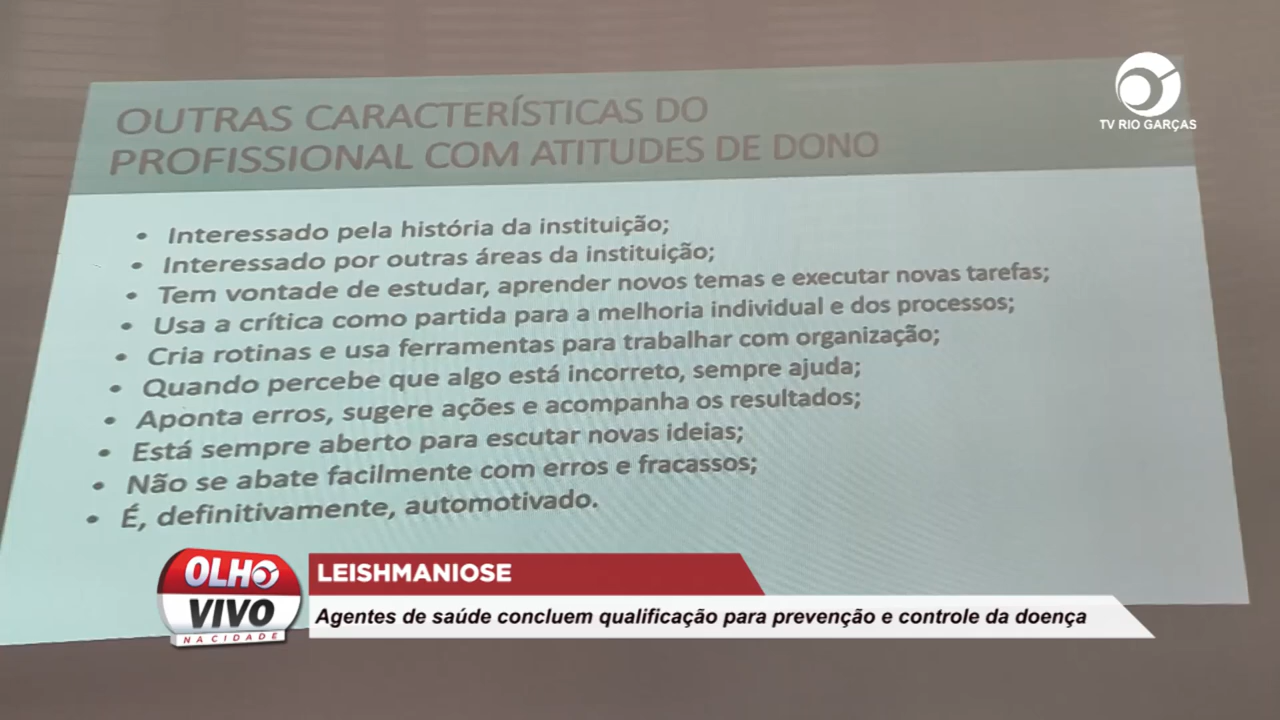 TV RIO GARÇAS
OUTRAS CARACTERÍSTICAS DO
PROFISSIONAL COM ATITUDES DE DONO
• Interessado pela história da instituição;
• Interessado por outras áreas da instituição;
• Tem vontade de estudar, aprender novos temas e executar novas tarefas;
• Usa a crítica como partida para a melhoria individual e dos processos;
• Cria rotinas e usa ferramentas para trabalhar com organização;
• Quando percebe que algo está incorreto, sempre ajuda;
• Aponta erros, sugere ações e acompanha os resultados;
• Está sempre aberto para escutar novas ideias;
• Não se abate facilmente com erros e fracassos;
• É, definitivamente, automotivado.
OLHO
VIVO
NA CIDADE
LEISHMANIOSE
Agentes de saúde concluem qualificação para prevenção e controle da doença